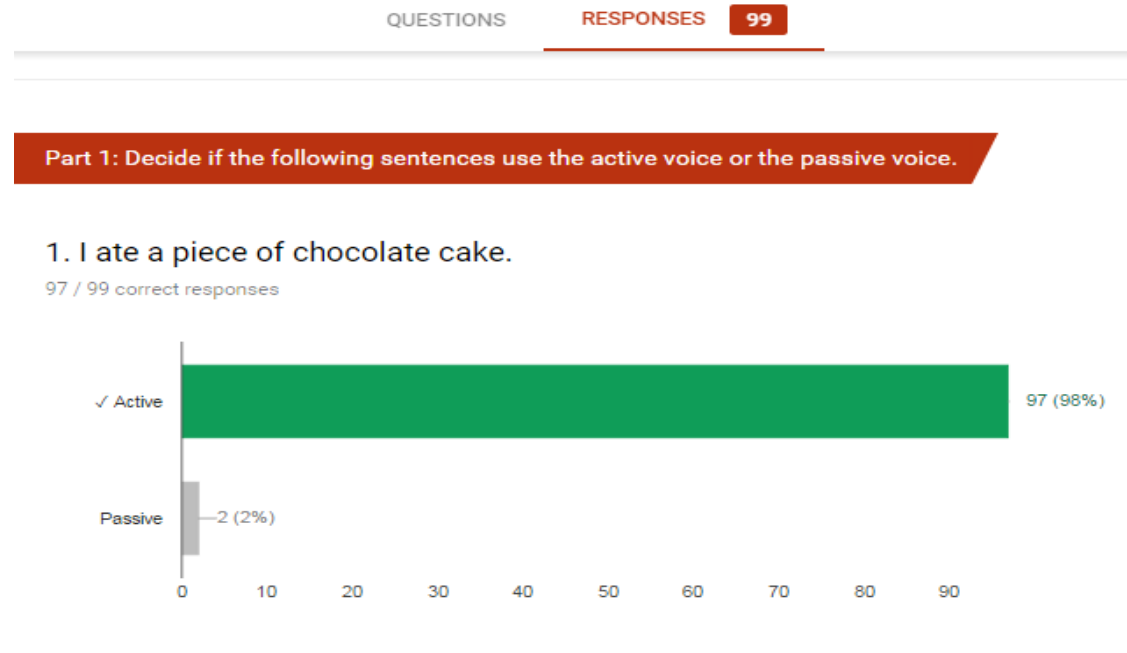 QUESTIONS RESPONSES 99
Part 1: Decide if the following sentences use the active voice or the passive voice.
1. I ate a piece of chocolate cake.
97 / 99 correct responses
✓ Active 97 (98%)
Passive 2 (2%)
0 10 20 30 40 50 60 70 80 90